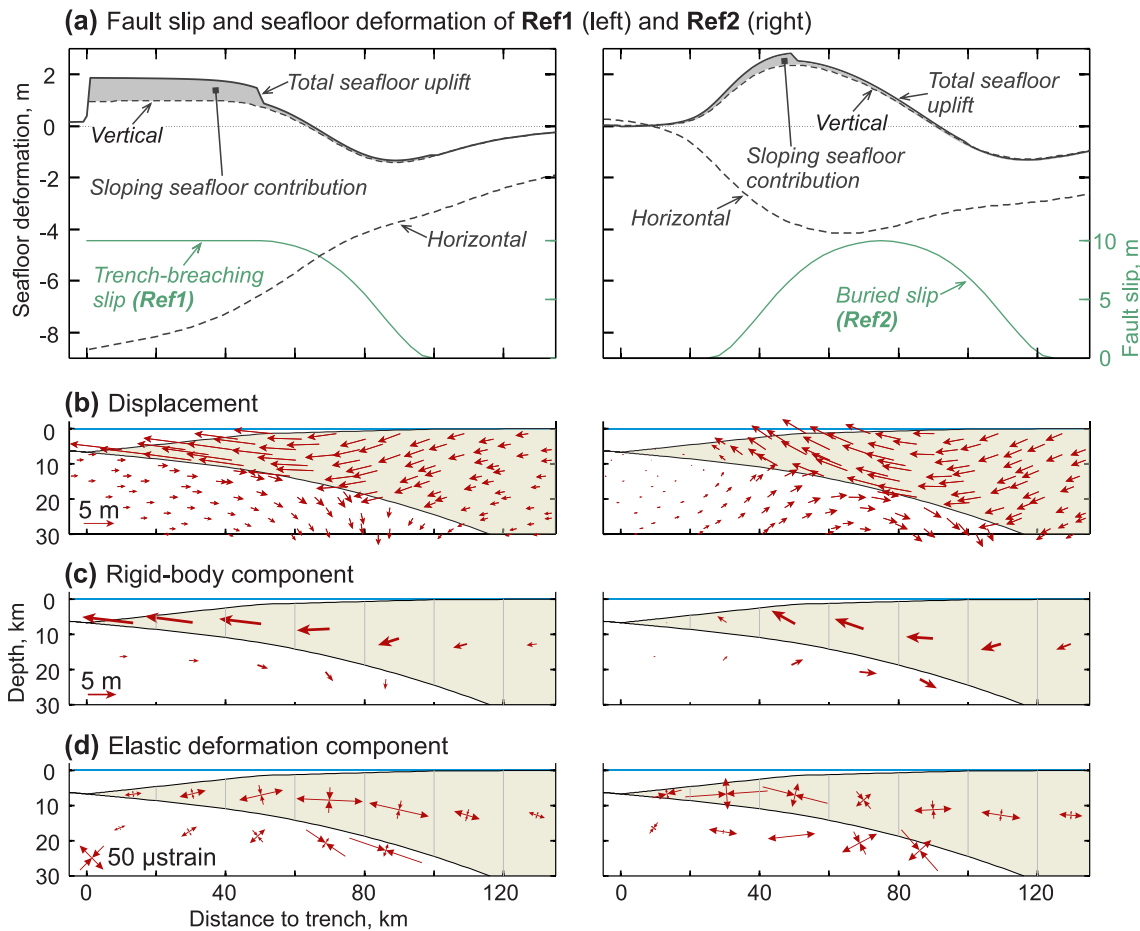 (a) Fault slip and seafloor deformation of Ref1 (left) and Ref2 (right)
Seafloor deformation, m
2
0
-2
-4
-6
-8
Total seafloor uplift
Vertical
Sloping seafloor contribution
Horizontal
Trench-breaching
slip (Ref1)
Total seafloor
uplift
Vertical
Sloping seafloor
contribution
Horizontal
Buried slip
(Ref2)
10
5
0
Fault slip, m
(b) Displacement
0
10
20
30
5 m
(c) Rigid-body component
Depth, km
0
10
20
30
5 m
(d) Elastic deformation component
0
10
20
30
50 µstrain
0 40 80 120
Distance to trench, km
0 40 80 120